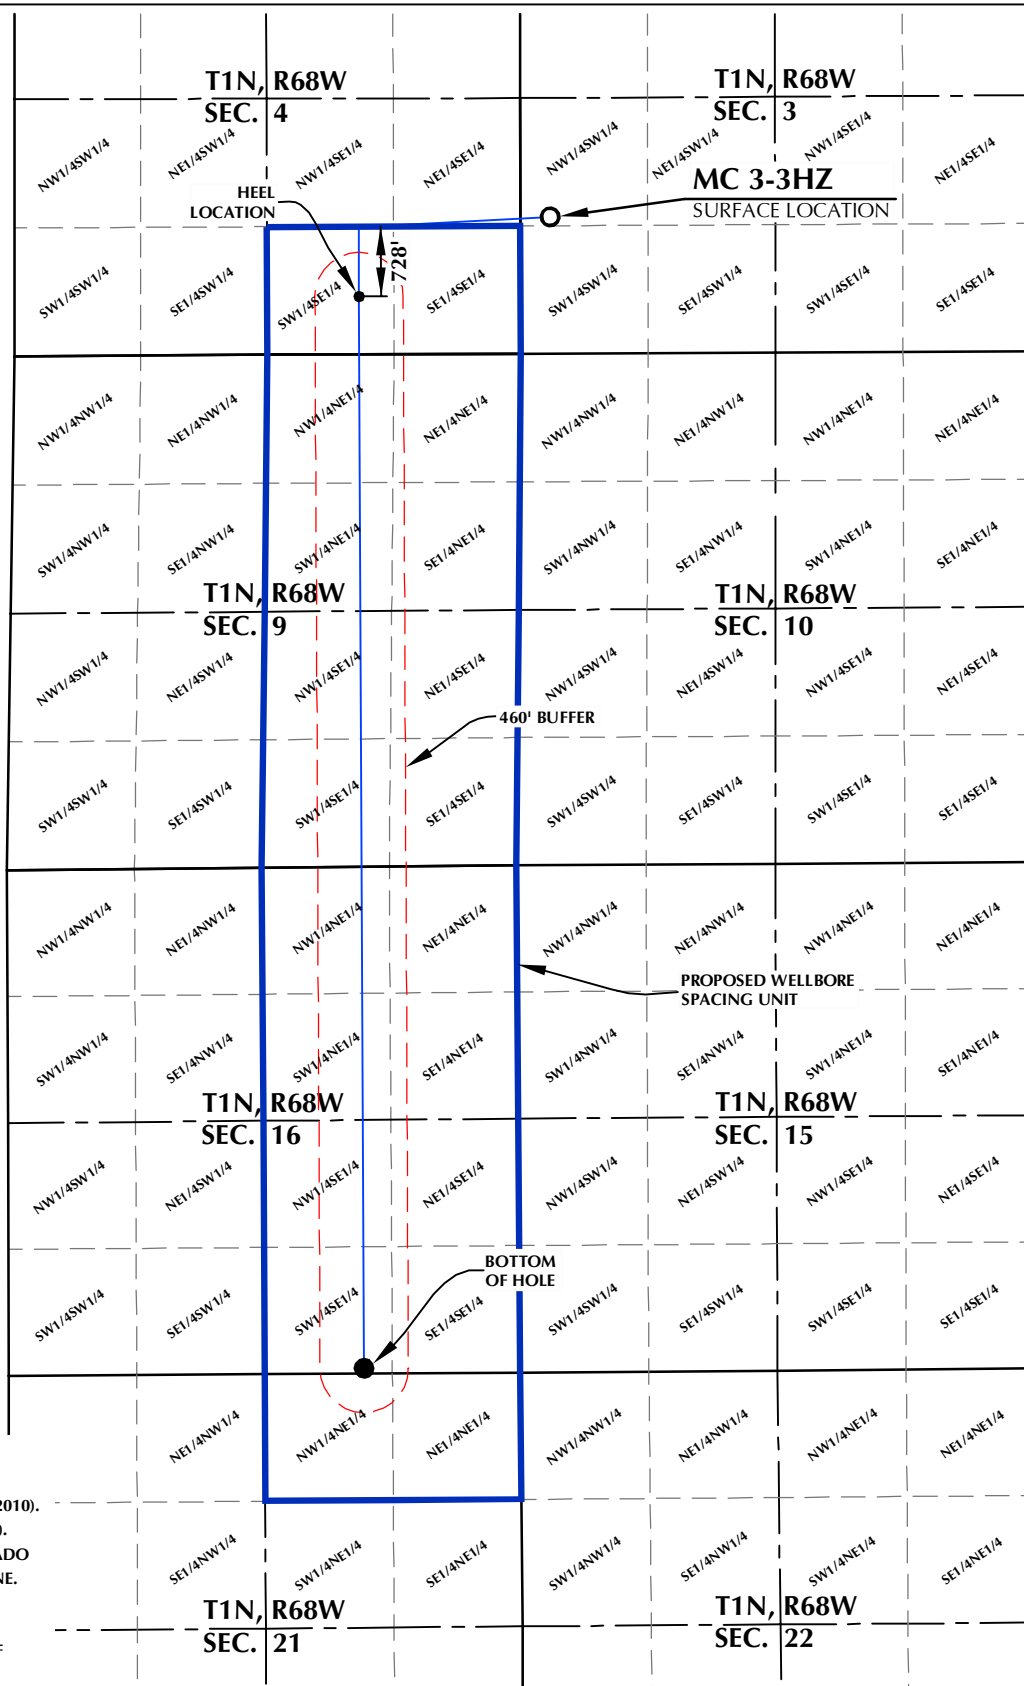 T1N, R68W
SEC. 4
T1N, R68W
SEC. 3
NW1/4SW1/4
NE1/4SW1/4
NW1/4SE1/4
NE1/4SE1/4
NW1/4SW1/4
NE1/4SW1/4
NW1/4SE1/4
NE1/4SE1/4
HEEL
LOCATION
MC 3-3HZ
SURFACE LOCATION
728'
SW1/4SW1/4
SE1/4SW1/4
SW1/4SE1/4
SE1/4SE1/4
SW1/4SW1/4
SE1/4SW1/4
SW1/4SE1/4
SE1/4SE1/4
NW1/4NW1/4
NE1/4NW1/4
NW1/4NE1/4
NE1/4NE1/4
NW1/4NW1/4
NE1/4NW1/4
NW1/4NE1/4
NE1/4NE1/4
SW1/4NW1/4
SE1/4NW1/4
SW1/4NE1/4
SE1/4NE1/4
SW1/4NW1/4
SE1/4NW1/4
SW1/4NE1/4
SE1/4NE1/4
T1N, R68W
SEC. 9
T1N, R68W
SEC. 10
NW1/4SW1/4
NE1/4SW1/4
NW1/4SE1/4
NE1/4SE1/4
NW1/4SW1/4
NE1/4SW1/4
NW1/4SE1/4
NE1/4SE1/4
460' BUFFER
SW1/4SW1/4
SE1/4SW1/4
SW1/4SE1/4
SE1/4SE1/4
SW1/4SW1/4
SE1/4SW1/4
SW1/4SE1/4
SE1/4SE1/4
NW1/4NW1/4
NE1/4NW1/4
NW1/4NE1/4
NE1/4NE1/4
NW1/4NW1/4
NE1/4NW1/4
NW1/4NE1/4
NE1/4NE1/4
PROPOSED WELLBORE
SPACING UNIT
SW1/4NW1/4
SE1/4NW1/4
SW1/4NE1/4
SE1/4NE1/4
SW1/4NW1/4
SE1/4NW1/4
SW1/4NE1/4
SE1/4NE1/4
T1N, R68W
SEC. 16
T1N, R68W
SEC. 15
NW1/4SW1/4
NE1/4SW1/4
NW1/4SE1/4
NE1/4SE1/4
NW1/4SW1/4
NE1/4SW1/4
NW1/4SE1/4
NE1/4SE1/4
BOTTOM
OF HOLE
SW1/4SW1/4
SE1/4SW1/4
SW1/4SE1/4
SE1/4SE1/4
SW1/4SW1/4
SE1/4SW1/4
SW1/4SE1/4
SE1/4SE1/4
NE1/4NW1/4
NW1/4NE1/4
NE1/4NE1/4
NW1/4NW1/4
NE1/4NW1/4
NW1/4NE1/4
NE1/4NE1/4
2010).
).
ADO
NE.
SE1/4NW1/4
SW1/4NE1/4
SE1/4NE1/4
SW1/4NW1/4
SE1/4NW1/4
SW1/4NE1/4
SE1/4NE1/4
T1N, R68W
SEC. 21
T1N, R68W
SEC. 22